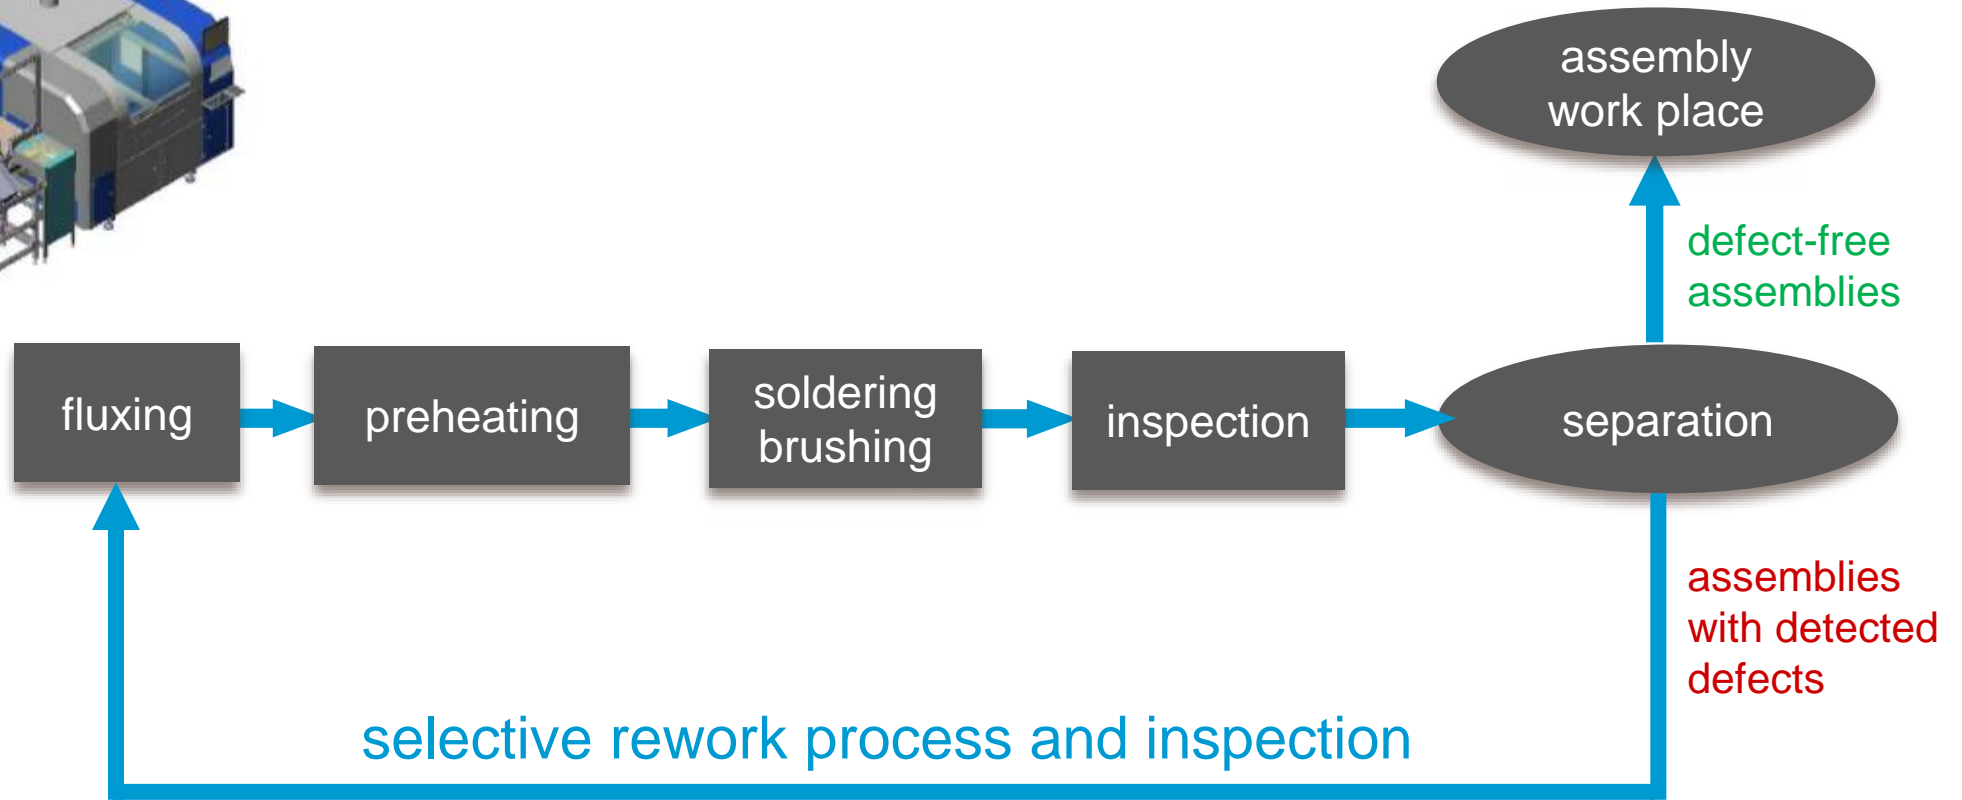 assembly
work place
defect-free
assemblies
fluxing
preheating
soldering
brushing
inspection
separation
assemblies
with detected
defects
selective rework process and inspection